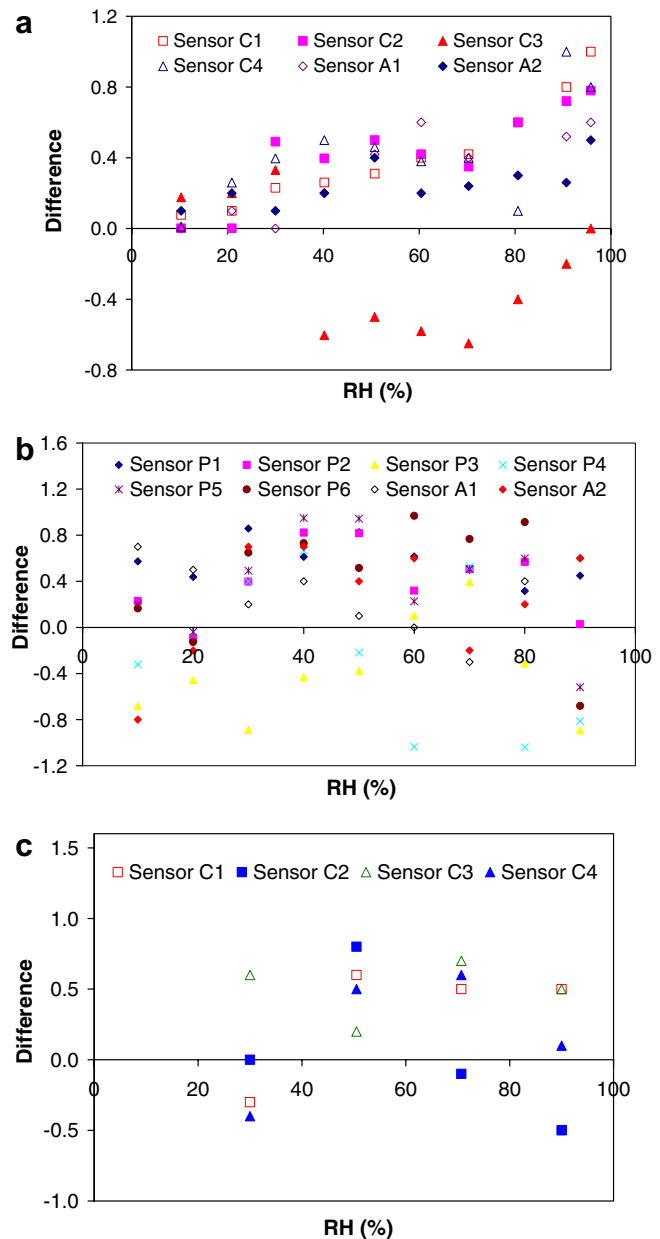 a
1.2
Sensor C1 Sensor C2 Sensor C3
Sensor C4 Sensor A1 Sensor A2
0.8
0.4
0.0
0 20 40 60 80 100
-0.4
-0.8
Difference
RH (%)
b
1.6
Sensor P1 Sensor P2 Sensor P3 Sensor P4
Sensor P5 Sensor P6 Sensor A1 Sensor A2
1.2
0.8
0.4
0.0
0 20 40 60 80 100
-0.4
-0.8
-1.2
Difference
RH (%)
c
1.5
Sensor C1 Sensor C2 Sensor C3 Sensor C4
1.0
0.5
0.0
0 20 40 60 80 100
-0.5
-1.0
Difference
RH (%)